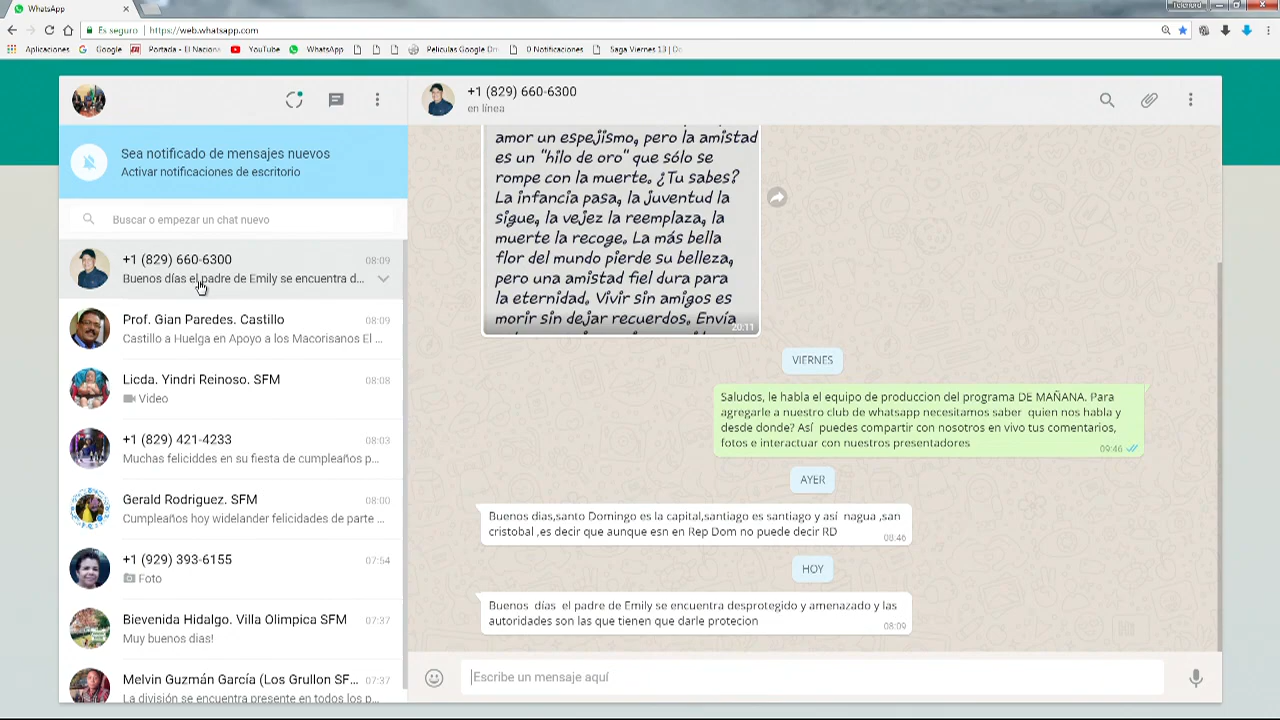 WhatsApp
Telenord
Es seguro
https://web.whatsapp.com
Aplicaciones
Google
Portada - El Naciona
YouTube
WhatsApp
Peliculas Google Dri
0 Notificaciones
Saga Viernes 13 | Do
+1 (829) 660-6300
en línea
Sea notificado de mensajes nuevos
Activar notificaciones de escritorio
Buscar o empezar un chat nuevo
+1 (829) 660-6300
08:09
Buenos días el padre de Emily se encuentra d...
Prof. Gian Paredes. Castillo
08:09
Castillo a Huelga en Apoyo a los Macorisanos El ...
Licda. Yindri Reinoso. SFM
08:08
Video
+1 (829) 421-4233
08:03
Muchas feliciddes en su fiesta de cumpleaños p...
Gerald Rodriguez. SFM
08:00
Cumpleaños hoy widelander felicidades de parte ...
+1 (929) 393-6155
07:54
Foto
Bievenida Hidalgo. Villa Olimpica SFM
07:37
Muy buenos dias!
Melvin Guzmán García (Los Grullon SF...
07:37
La división se encuentra presente en todos los p...
amor un espejismo, pero la amistad
es un "hilo de oro" que sólo se
rompe con la muerte. ¿Tu sabes?
La infancia pasa, la juventud la
sigue, la vejez la reemplaza, la
muerte la recoge. La más bella
flor del mundo pierde su belleza,
pero una amistad fiel dura para
la eternidad. Vivir sin amigos es
morir sin dejar recuerdos. Envía
20:11
VIERNES
Saludos, le habla el equipo de produccion del programa DE MAÑANA. Para
agregarle a nuestro club de whatsapp necesitamos saber quien nos habla y
desde donde? Así puedes compartir con nosotros en vivo tus comentarios,
fotos e interactuar con nuestros presentadores
09:46
AYER
Buenos dias,santo Domingo es la capital,santiago es santiago y así nagua ,san
cristobal ,es decir que aunque esn en Rep Dom no puede decir RD
08:46
HOY
Buenos días el padre de Emily se encuentra desprotegido y amenazado y las
autoridades son las que tienen que darle protecion
08:09
Escribe un mensaje aquí